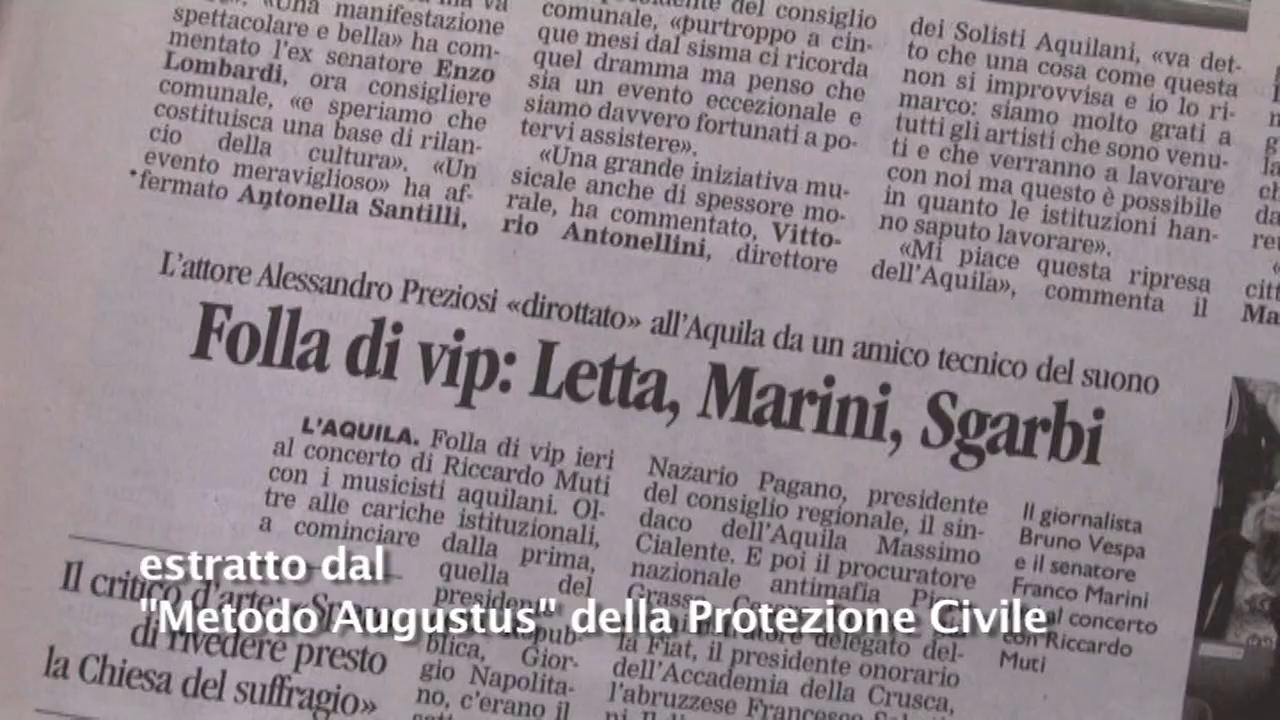 «Una manifestazione
spettacolare e bella» ha com-
mentato l'ex senatore Enzo
Lombardi, ora consigliere
comunale, «e speriamo che
costituisca una base di rilan-
cio della cultura». «Un
evento meraviglioso» ha af-
fermato Antonella Santilli,
del consiglio
comunale, «purtroppo a cin-
que mesi dal sisma ci ricorda
quel dramma ma penso che
sia un evento eccezionale e
siamo davvero fortunati a po-
tervi assistere».
«Una grande iniziativa mu-
sicale anche di spessore mo-
rale, ha commentato, Vitto-
rio Antonellini, direttore
dei Solisti Aquilani, «va det-
to che una cosa come questa
non si improvvisa e io lo ri-
marco: siamo molto grati a
tutti gli artisti che sono venu-
ti e che verranno a lavorare
con noi ma questo è possibile
in quanto le istituzioni han-
no saputo lavorare».
«Mi piace questa ripresa
dell'Aquila», commenta il
L'attore Alessandro Preziosi «dirottato» all'Aquila da un amico tecnico del suono
Folla di vip: Letta, Marini, Sgarbi
L'AQUILA. Folla di vip ieri
al concerto di Riccardo Muti
con i musicisti aquilani. Ol-
tre alle cariche istituzionali,
a cominciare dalla prima,
quella del
blica, Gior-
gio Napolita-
no, c'erano il
Nazario Pagano, presidente
del consiglio regionale, il sin-
daco dell'Aquila Massimo
Cialente. E poi il procuratore
nazionale antimafia
Grasso,
delegato del-
la Fiat, il presidente onorario
dell'Accademia della Crusca,
l'abruzzese Francesco
Il giornalista
Bruno Vespa
e il senatore
Franco Marini
al concerto
con Riccardo
Muti
Il critico d'arte:
di rivedere presto
la Chiesa del suffragio»
estratto dal
"Metodo Augustus" della Protezione Civile